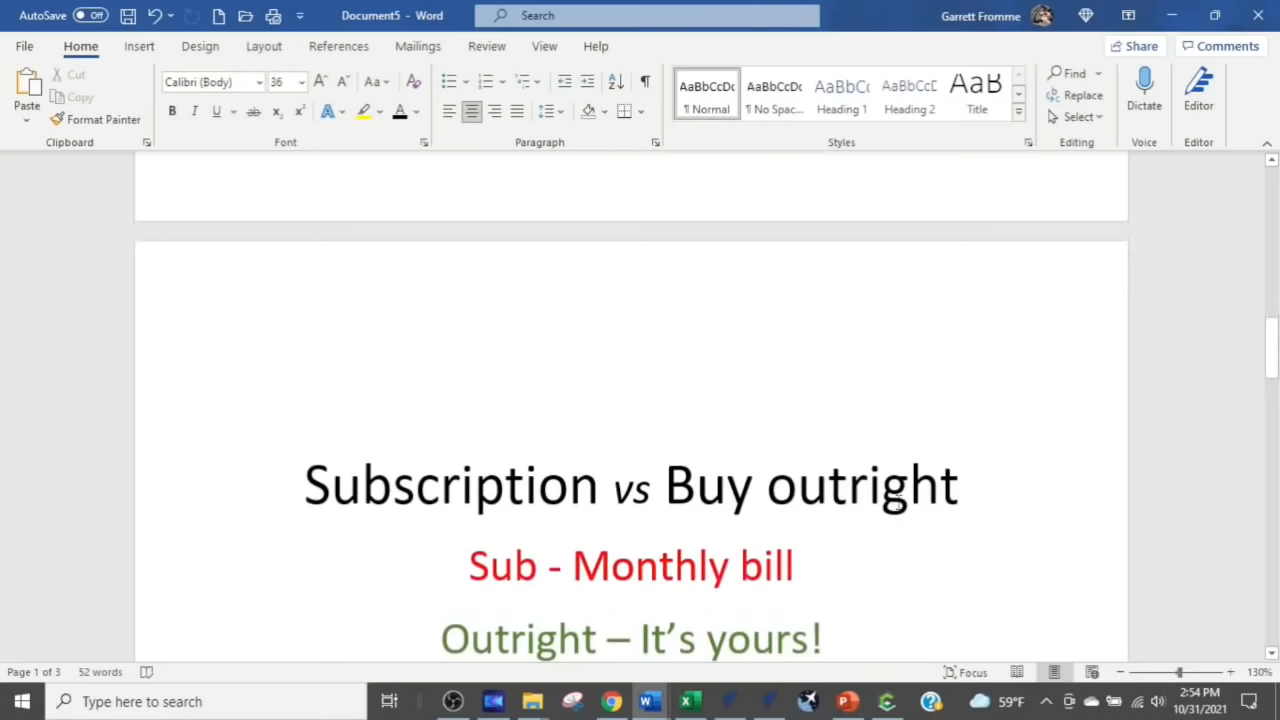 AutoSave Off Document5 - Word Search Garrett Fromme
File Home Insert Design Layout References Mailings Review View Help Share Comments
Paste Cut Copy Format Painter
Calibri (Body) 36
AaBbCcDc AaBbCcDc AaBbC( AaBbCcD AaB
¶ Normal ¶ No Spac... Heading 1 Heading 2 Title
Find Replace Select
Dictate Editor
Clipboard Font Paragraph Styles Editing Voice Editor
Subscription vs Buy outright
Sub - Monthly bill
Outright – It's yours!
Page 1 of 3 52 words Focus 130%
Type here to search 59°F 2:54 PM
10/31/2021